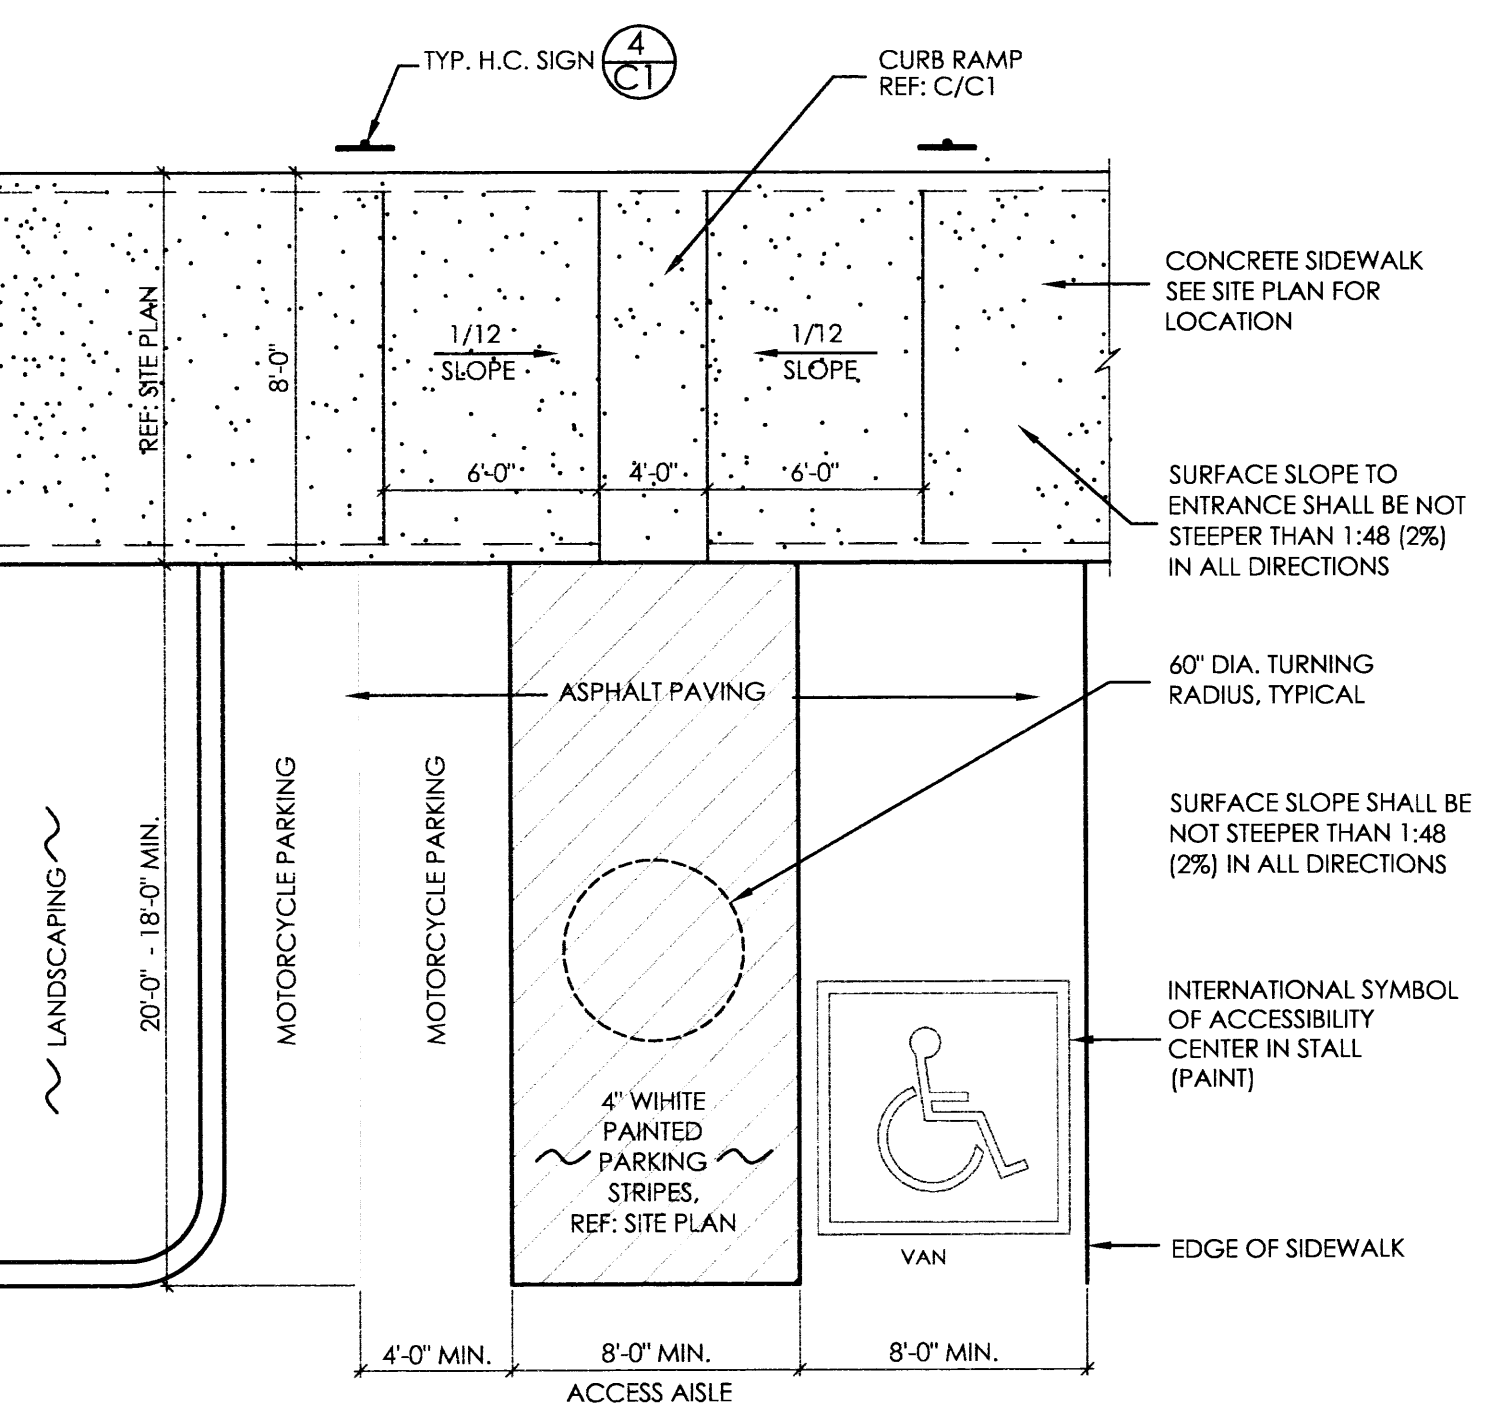 TYP. H.C. SIGN
4
C1
CURB RAMP
REF: C/C1
CONCRETE SIDEWALK
SEE SITE PLAN FOR
LOCATION
REF: SITE PLAN
8'-0"
1/12
SLOPE
1/12
SLOPE
6'-0"
4'-0"
6'-0"
SURFACE SLOPE TO
ENTRANCE SHALL BE NOT
STEEPER THAN 1:48 (2%)
IN ALL DIRECTIONS
ASPHALT PAVING
60" DIA. TURNING
RADIUS, TYPICAL
SURFACE SLOPE SHALL BE
NOT STEEPER THAN 1:48
(2%) IN ALL DIRECTIONS
LANDSCAPING
20'-0" - 18'-0" MIN.
MOTORCYCLE PARKING
MOTORCYCLE PARKING
INTERNATIONAL SYMBOL
OF ACCESSIBILITY
CENTER IN STALL
(PAINT)
4" WIHITE
PAINTED
PARKING
STRIPES,
REF: SITE PLAN
VAN
EDGE OF SIDEWALK
4'-0" MIN.
8'-0" MIN.
8'-0" MIN.
ACCESS AISLE